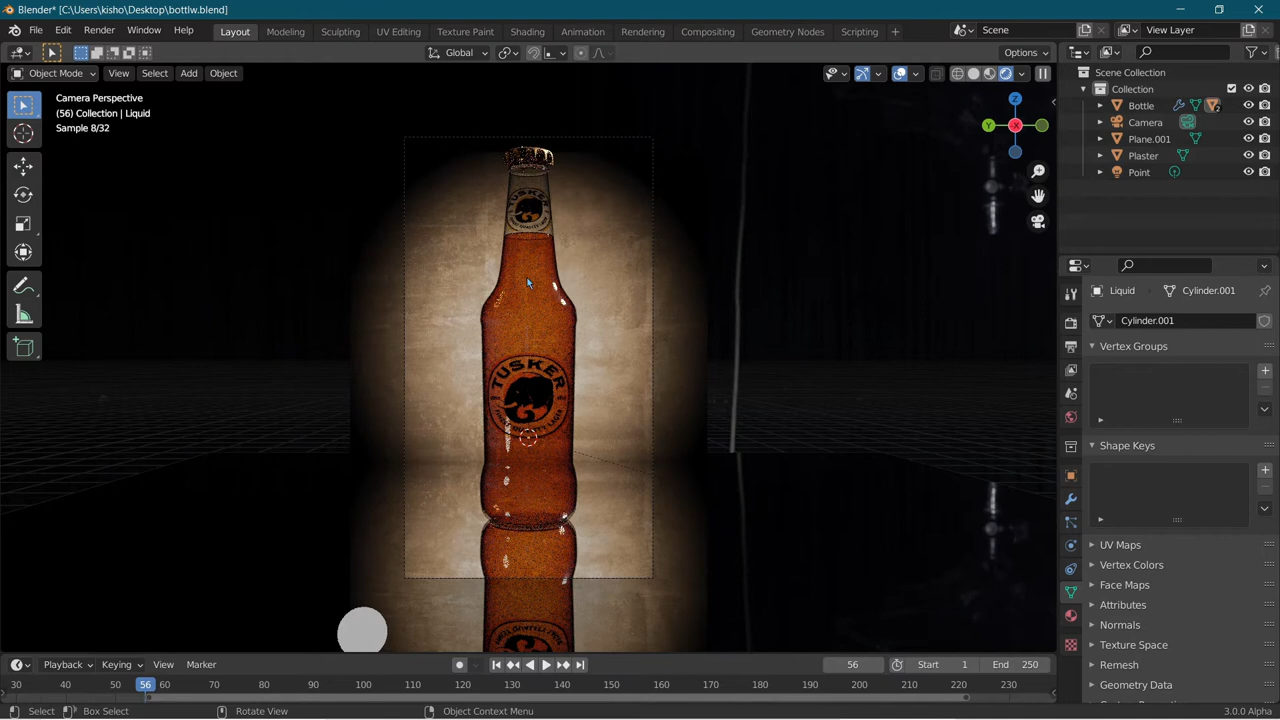 Blender* [C:\Users\kisho\Desktop\bottlw.blend]
File Edit Render Window Help Layout Modeling Sculpting UV Editing Texture Paint Shading Animation Rendering Compositing Geometry Nodes Scripting + Scene View Layer
Global Options
Object Mode View Select Add Object
Camera Perspective
(56) Collection | Liquid
Sample 8/32
Z
Y X
Scene Collection
Collection
Bottle 2
Camera
Plane.001
Plaster
Point
TUSKER
TUSKER
FINEST QUALITY LAGER
Liquid Cylinder.001
Cylinder.001
Vertex Groups
Shape Keys
UV Maps
Vertex Colors
Face Maps
Attributes
Normals
Texture Space
Remesh
Geometry Data
Playback Keying View Marker 56 Start 1 End 250
30 40 56 60 70 80 90 100 110 120 130 140 150 160 170 180 190 200 210 220 230
Select Box Select Rotate View Object Context Menu 3.0.0 Alpha